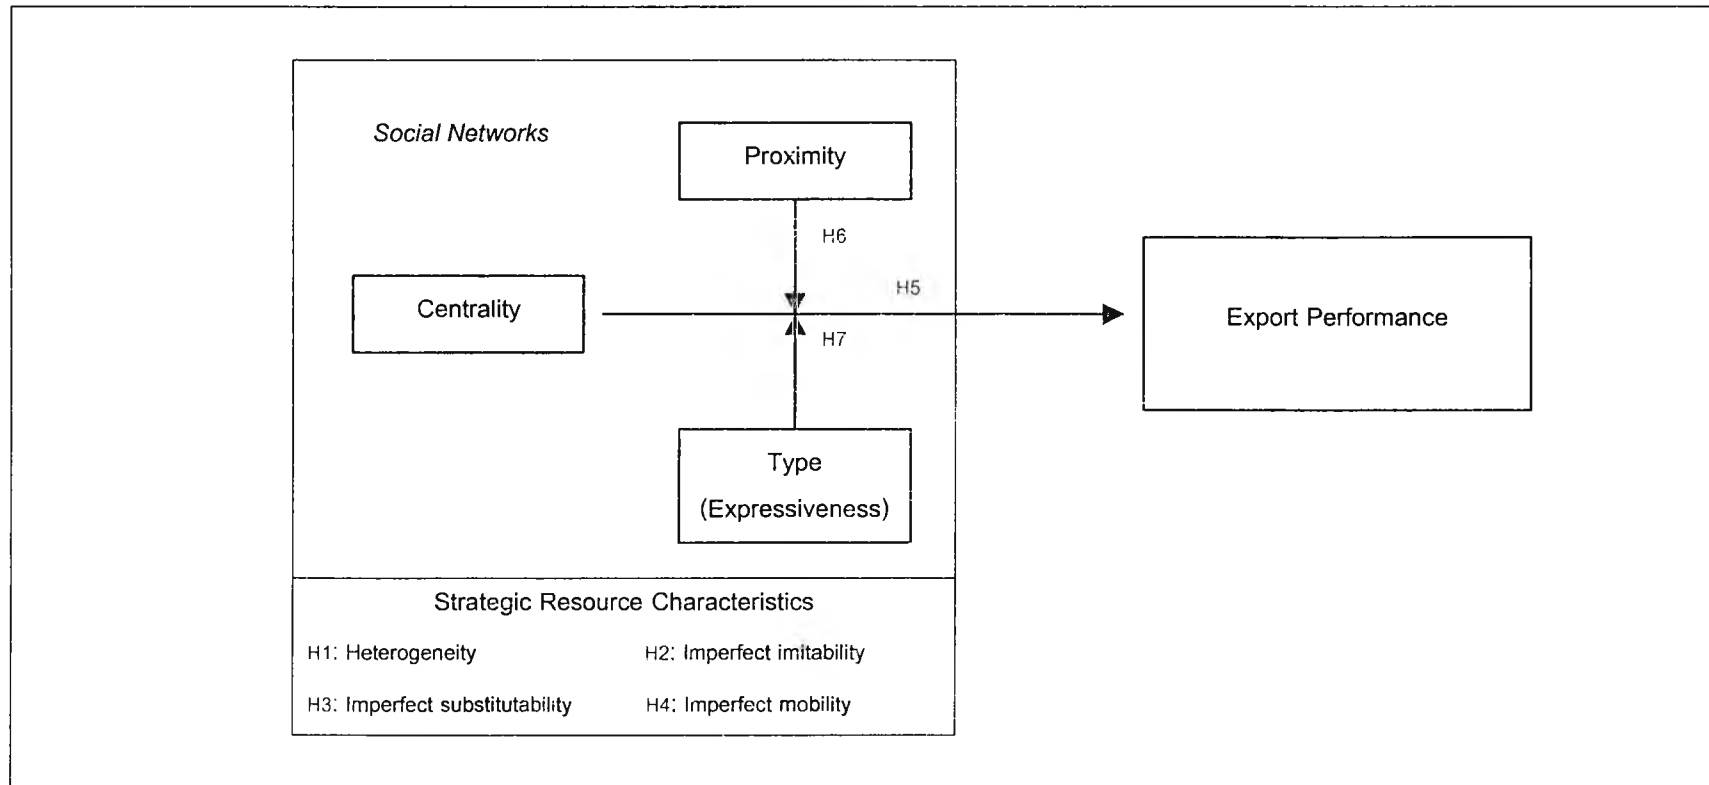 Social Networks
Proximity
H6
Centrality
H5
Export Performance
H7
Type
(Expressiveness)
Strategic Resource Characteristics
H1: Heterogeneity
H2: Imperfect imitability
H3: Imperfect substitutability
H4: Imperfect mobility